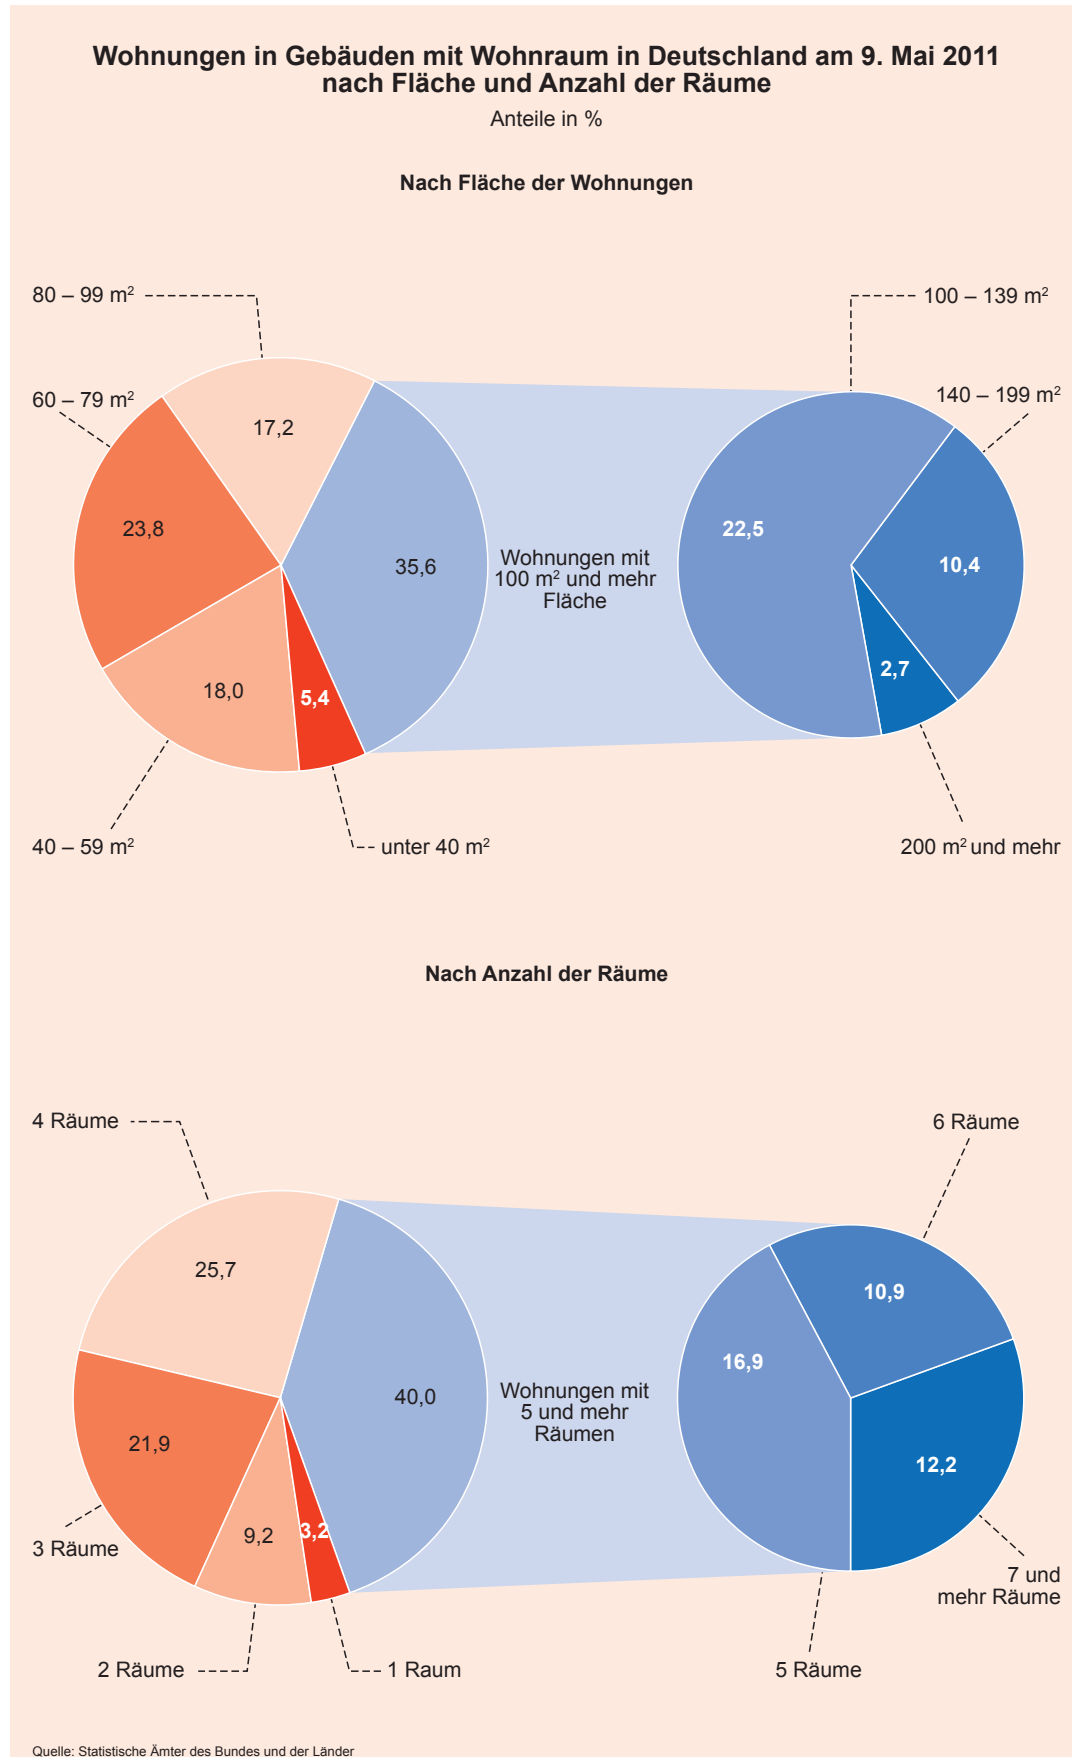 Wohnungen in Gebäuden mit Wohnraum in Deutschland am 9. Mai 2011
nach Fläche und Anzahl der Räume
Anteile in %
Nach Fläche der Wohnungen
80 – 99 m²
100 – 139 m²
60 – 79 m²
140 – 199 m²
17,2
23,8
22,5
35,6
10,4
Wohnungen mit
100 m² und mehr
Fläche
18,0
5,4
2,7
40 – 59 m²
unter 40 m²
200 m² und mehr
Nach Anzahl der Räume
4 Räume
6 Räume
25,7
10,9
16,9
40,0
Wohnungen mit
5 und mehr
Räumen
21,9
12,2
9,2
3,2
3 Räume
7 und
mehr Räume
2 Räume
1 Raum
5 Räume
Quelle: Statistische Ämter des Bundes und der Länder